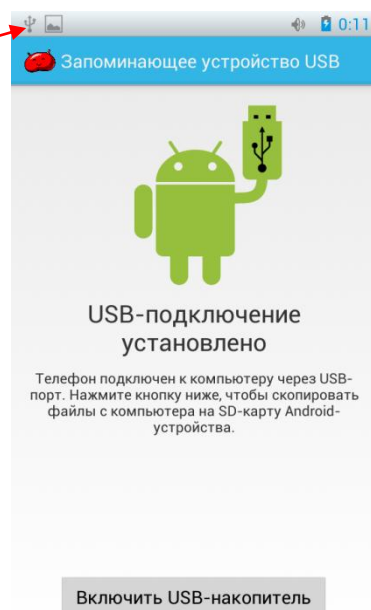 0:11
Запоминающее устройство USB
USB-подключение
установлено
Телефон подключен к компьютеру через USB-
порт. Нажмите кнопку ниже, чтобы скопировать
файлы с компьютера на SD-карту Android-
устройства.
Включить USB-накопитель